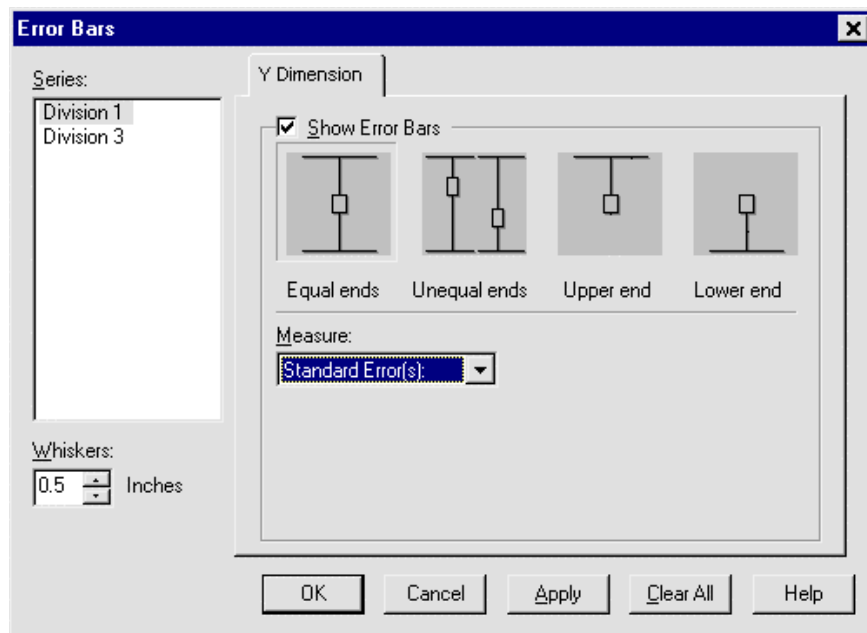 Error Bars
Series:
Division 1
Division 3
Whiskers:
0.5 Inches
Y Dimension
Show Error Bars
Equal ends Unequal ends Upper end Lower end
Measure:
Standard Error(s):
OK Cancel Apply Clear All Help